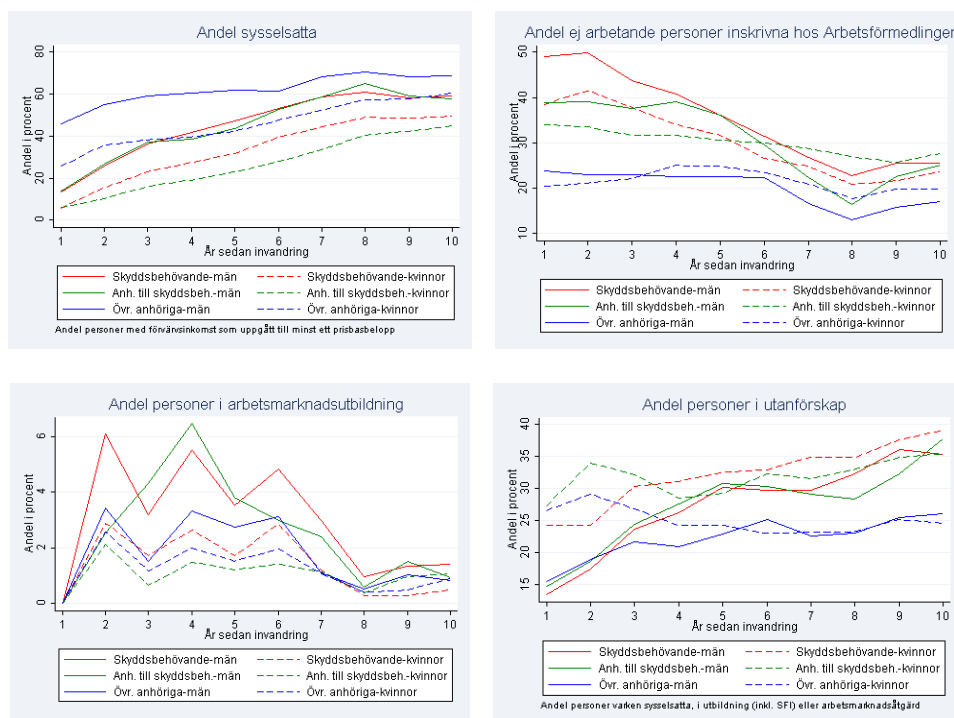 Andel sysselsatta
Andel i procent
80
60
40
20
0
1 2 3 4 5 6 7 8 9 10
År sedan invandring
Skyddsbehövande-män
Skyddsbehövande-kvinnor
Anh. till skyddsbeh.-män
Anh. till skyddsbeh.-kvinnor
Övr. anhöriga-män
Övr. anhöriga-kvinnor
Andel personer med förvärvsinkomst som uppgått till minst ett prisbasbelopp
Andel ej arbetande personer inskrivna hos Arbetsförmedlingen
Andel i procent
50
40
30
20
10
1 2 3 4 5 6 7 8 9 10
År sedan invandring
Skyddsbehövande-män
Skyddsbehövande-kvinnor
Anh. till skyddsbeh.-män
Anh. till skyddsbeh.-kvinnor
Övr. anhöriga-män
Övr. anhöriga-kvinnor
Andel personer i arbetsmarknadsutbildning
Andel i procent
6
4
2
0
1 2 3 4 5 6 7 8 9 10
År sedan invandring
Skyddsbehövande-män
Skyddsbehövande-kvinnor
Anh. till skyddsbeh.-män
Anh. till skyddsbeh.-kvinnor
Övr. anhöriga-män
Övr. anhöriga-kvinnor
Andel personer i utanförskap
Andel i procent
40
35
30
25
20
15
1 2 3 4 5 6 7 8 9 10
År sedan invandring
Skyddsbehövande-män
Skyddsbehövande-kvinnor
Anh. till skyddsbeh.-män
Anh. till skyddsbeh.-kvinnor
Övr. anhöriga-män
Övr. anhöriga-kvinnor
Andel personer varken sysselsatta, i utbildning (inkl. SFI) eller arbetsmarknadsåtgärd